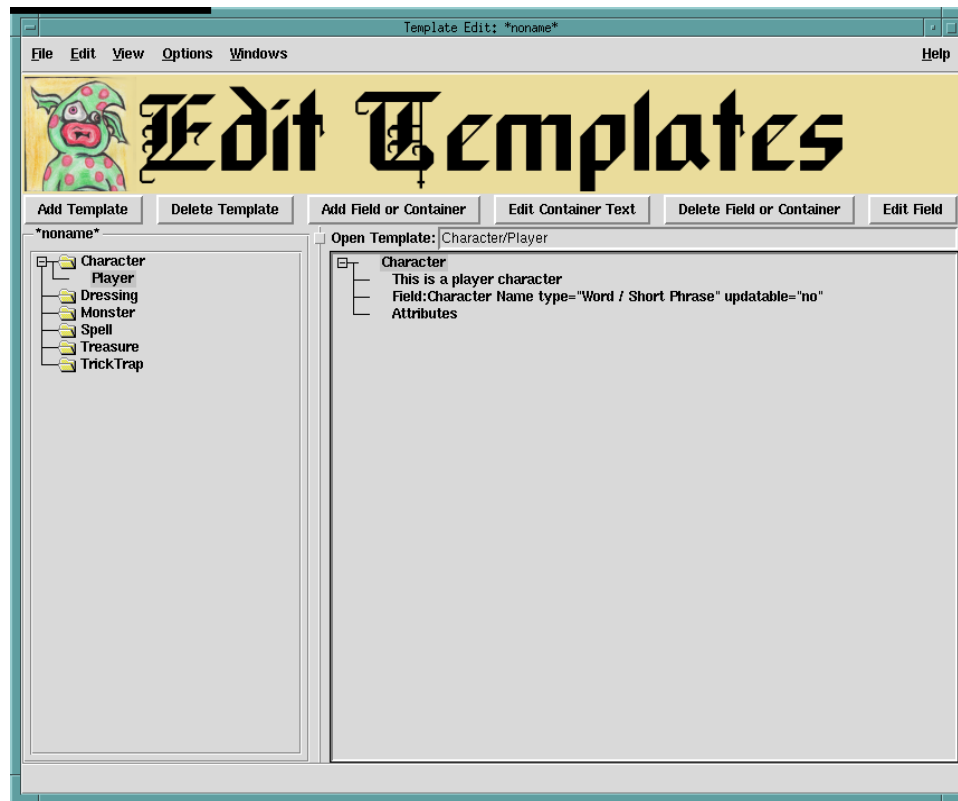 Template Edit: *noname*
File Edit View Options Windows Help
Edit Templates
Add Template Delete Template Add Field or Container Edit Container Text Delete Field or Container Edit Field
*noname*
Open Template: Character/Player
Character
Player
Dressing
Monster
Spell
Treasure
TrickTrap
Character
This is a player character
Field:Character Name type="Word / Short Phrase" updatable="no"
Attributes